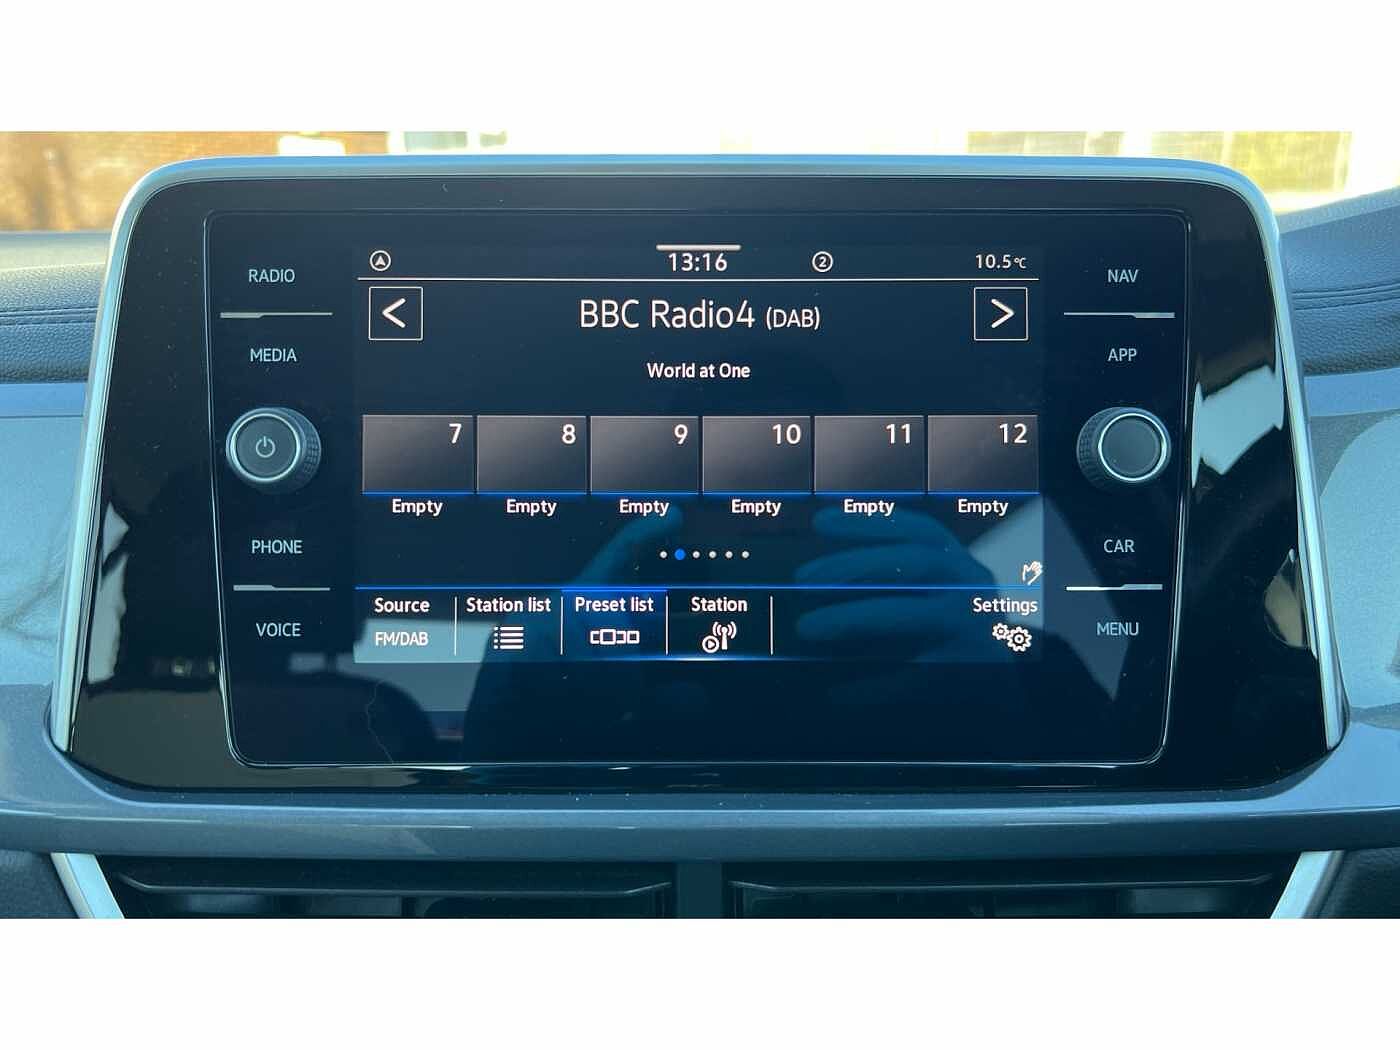 13:16 2 10.5°C
RADIO
NAV
< BBC Radio4 (DAB) >
MEDIA
World at One
APP
7 8 9 10 11 12
Empty Empty Empty Empty Empty Empty
PHONE
CAR
Source Station list Preset list Station Settings
FM/DAB
VOICE
MENU